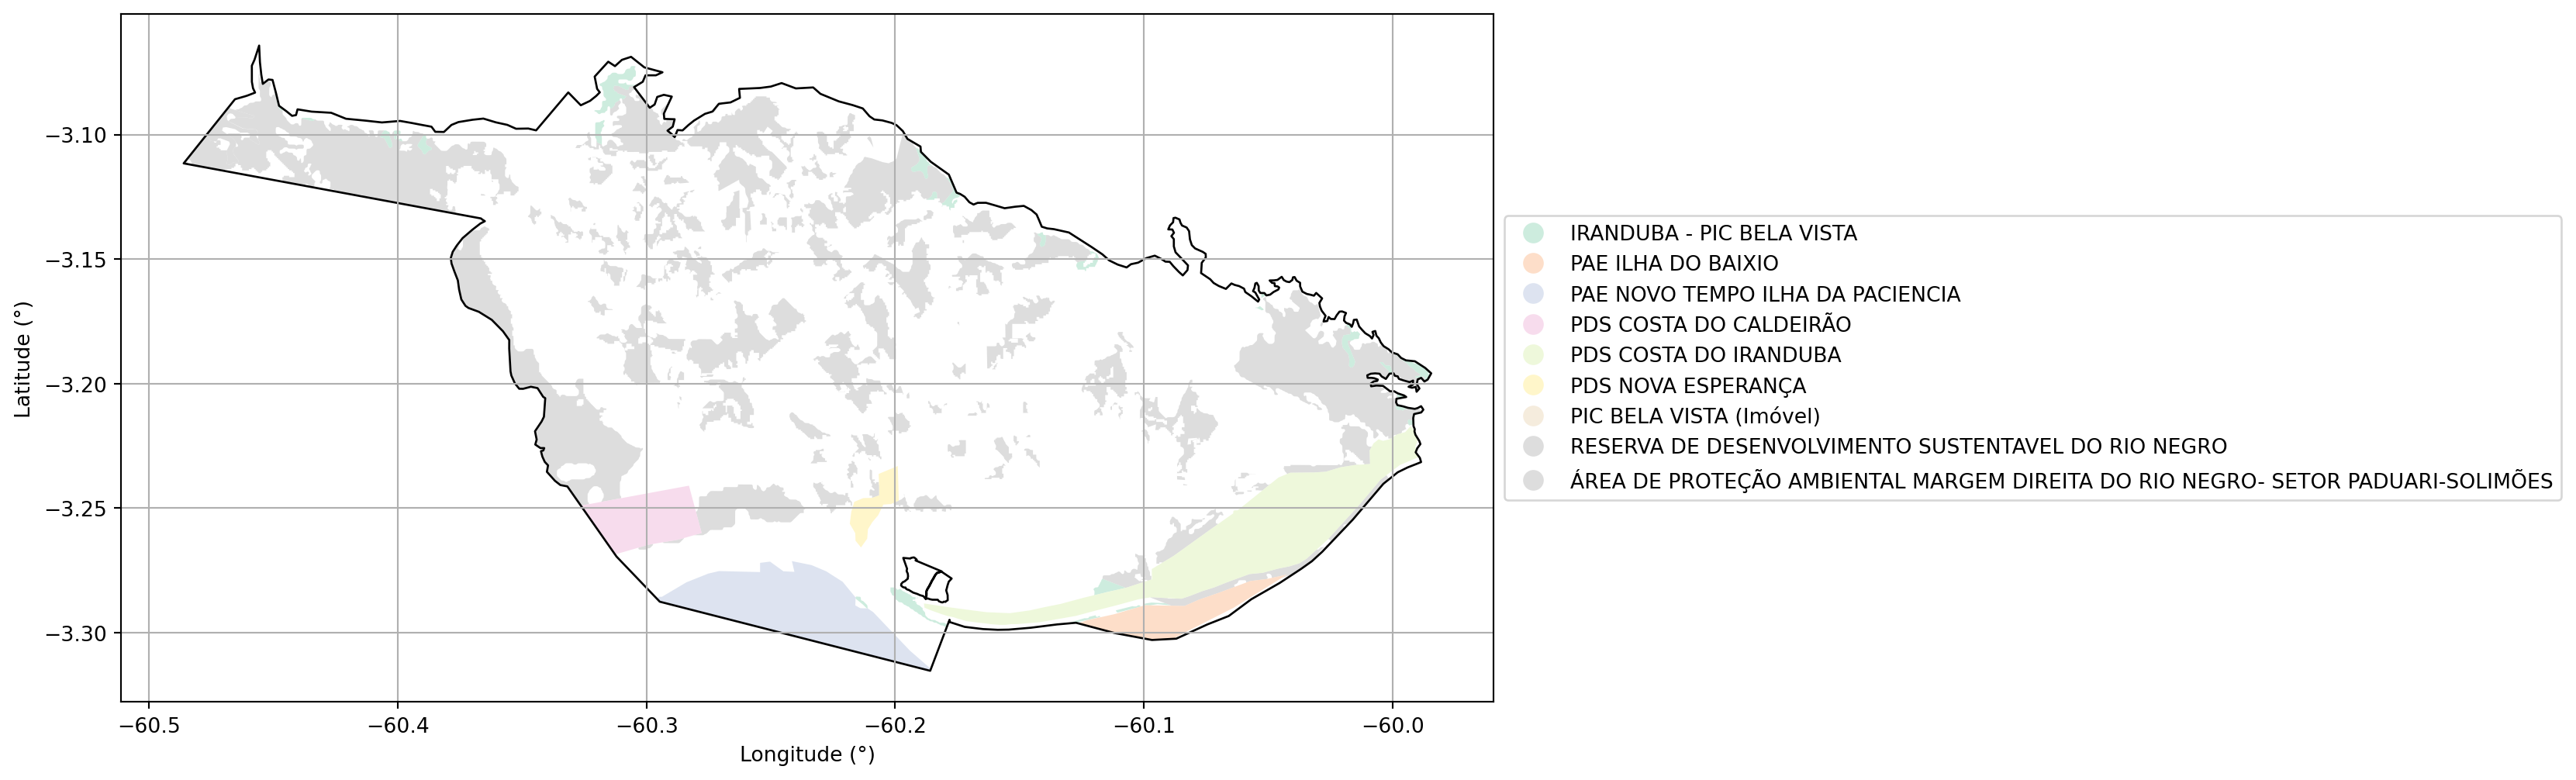 −3.10
−3.15
−3.20
−3.25
−3.30
Latitude (°)
−60.5
−60.4
−60.3
−60.2
−60.1
−60.0
Longitude (°)
IRANDUBA - PIC BELA VISTA
PAE ILHA DO BAIXIO
PAE NOVO TEMPO ILHA DA PACIENCIA
PDS COSTA DO CALDEIRÃO
PDS COSTA DO IRANDUBA
PDS NOVA ESPERANÇA
PIC BELA VISTA (Imóvel)
RESERVA DE DESENVOLVIMENTO SUSTENTAVEL DO RIO NEGRO
ÁREA DE PROTEÇÃO AMBIENTAL MARGEM DIREITA DO RIO NEGRO- SETOR PADUARI-SOLIMÕES